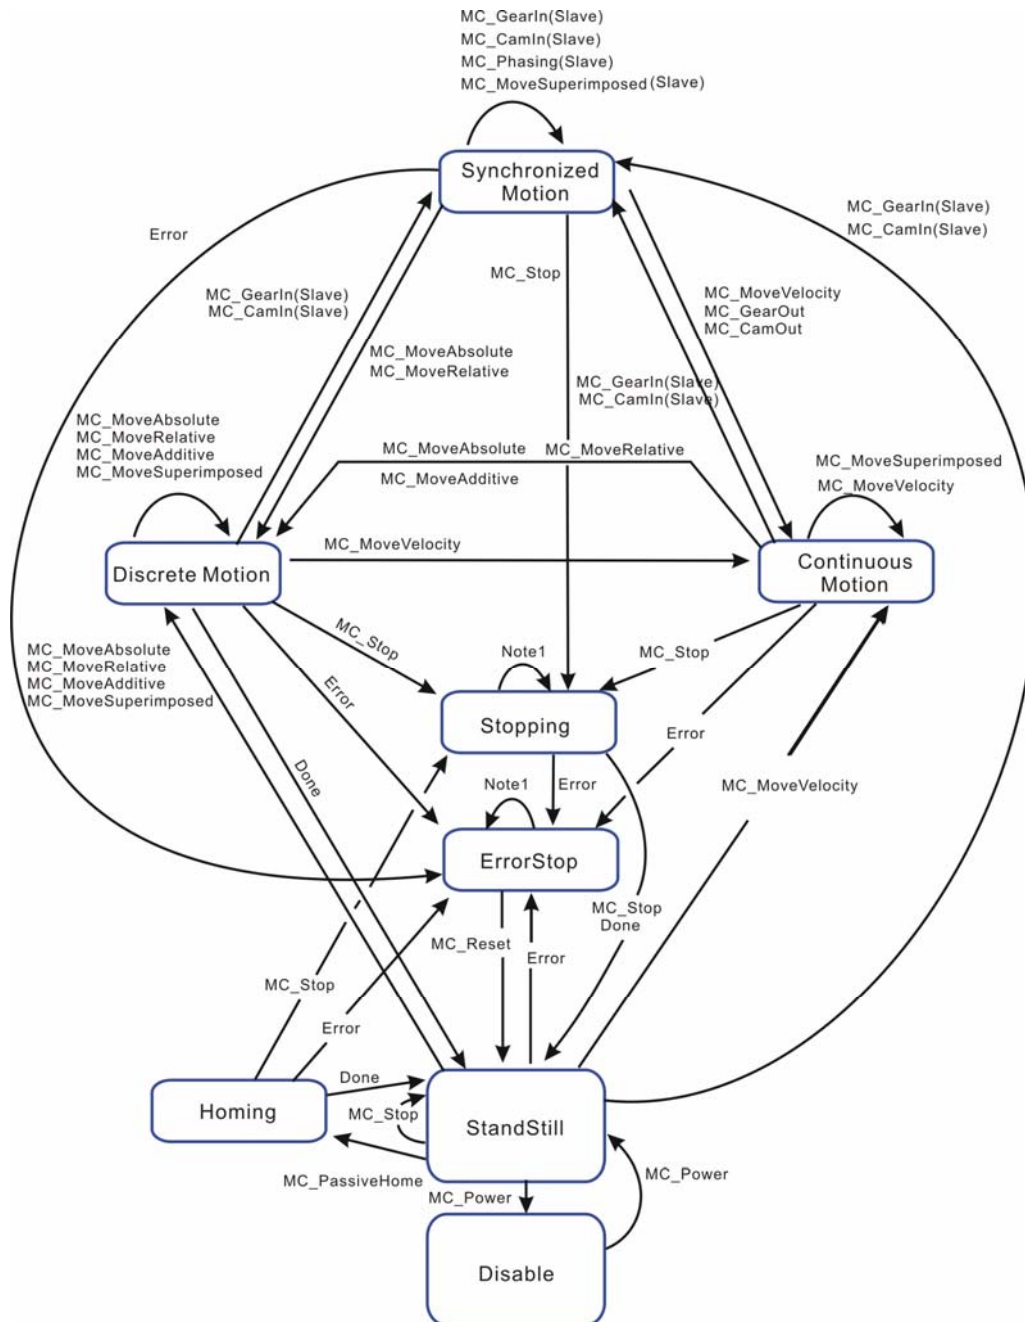 MC_GearIn(Slave)
MC_CamIn(Slave)
MC_Phasing(Slave)
MC_MoveSuperimposed (Slave)
Synchronized
Motion
MC_GearIn(Slave)
MC_CamIn(Slave)
Error
MC_Stop
MC_GearIn(Slave)
MC_CamIn(Slave)
MC_MoveVelocity
MC_GearOut
MC_CamOut
MC_MoveAbsolute
MC_MoveRelative
MC_GearIn(Slave)
MC_CamIn(Slave)
MC_MoveAbsolute
MC_MoveRelative
MC_MoveAdditive
MC_MoveSuperimposed
MC_MoveAbsolute MC_MoveRelative
MC_MoveAdditive
MC_MoveSuperimposed
MC_MoveVelocity
MC_MoveVelocity
Discrete Motion
Continuous
Motion
MC_Stop
Note1
MC_Stop
MC_MoveAbsolute
MC_MoveRelative
MC_MoveAdditive
MC_MoveSuperimposed
Error
Stopping
Error
Done
Note1
Error
MC_MoveVelocity
ErrorStop
MC_Stop
Done
MC_Reset
Error
MC_Stop
Error
Done
Homing
MC_Stop
StandStill
MC_PassiveHome
MC_Power
MC_Power
Disable